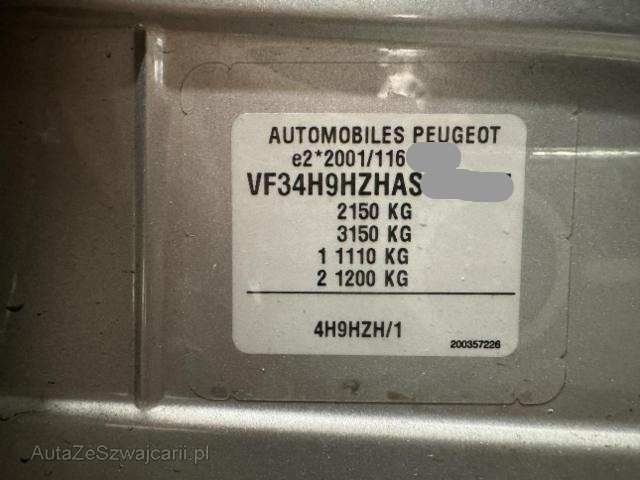 AUTOMOBILES PEUGEOT
e2*2001/116
VF34H9HZHAS
2150 KG
3150 KG
1 1110 KG
2 1200 KG
4H9HZH/1
200357226
AutaZeSzwajcarii.pl